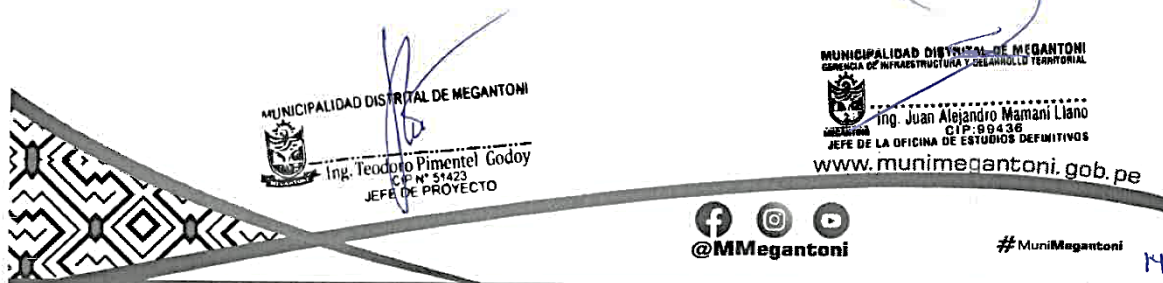 MUNICIPALIDAD DISTRITAL DE MEGANTONI
Ing. Teodoro Pimentel Godoy
CIP N° 51423
JEFE DE PROYECTO
MUNICIPALIDAD DISTRITAL DE MEGANTONI
GERENCIA DE INFRAESTRUCTURA Y DESARROLLO TERRITORIAL
Ing. Juan Alejandro Mamani Llano
CIP:99436
JEFE DE LA OFICINA DE ESTUDIOS DEFINITIVOS
www.munimegantoni.gob.pe
@MMegantoni
#MuniMegantoni
14